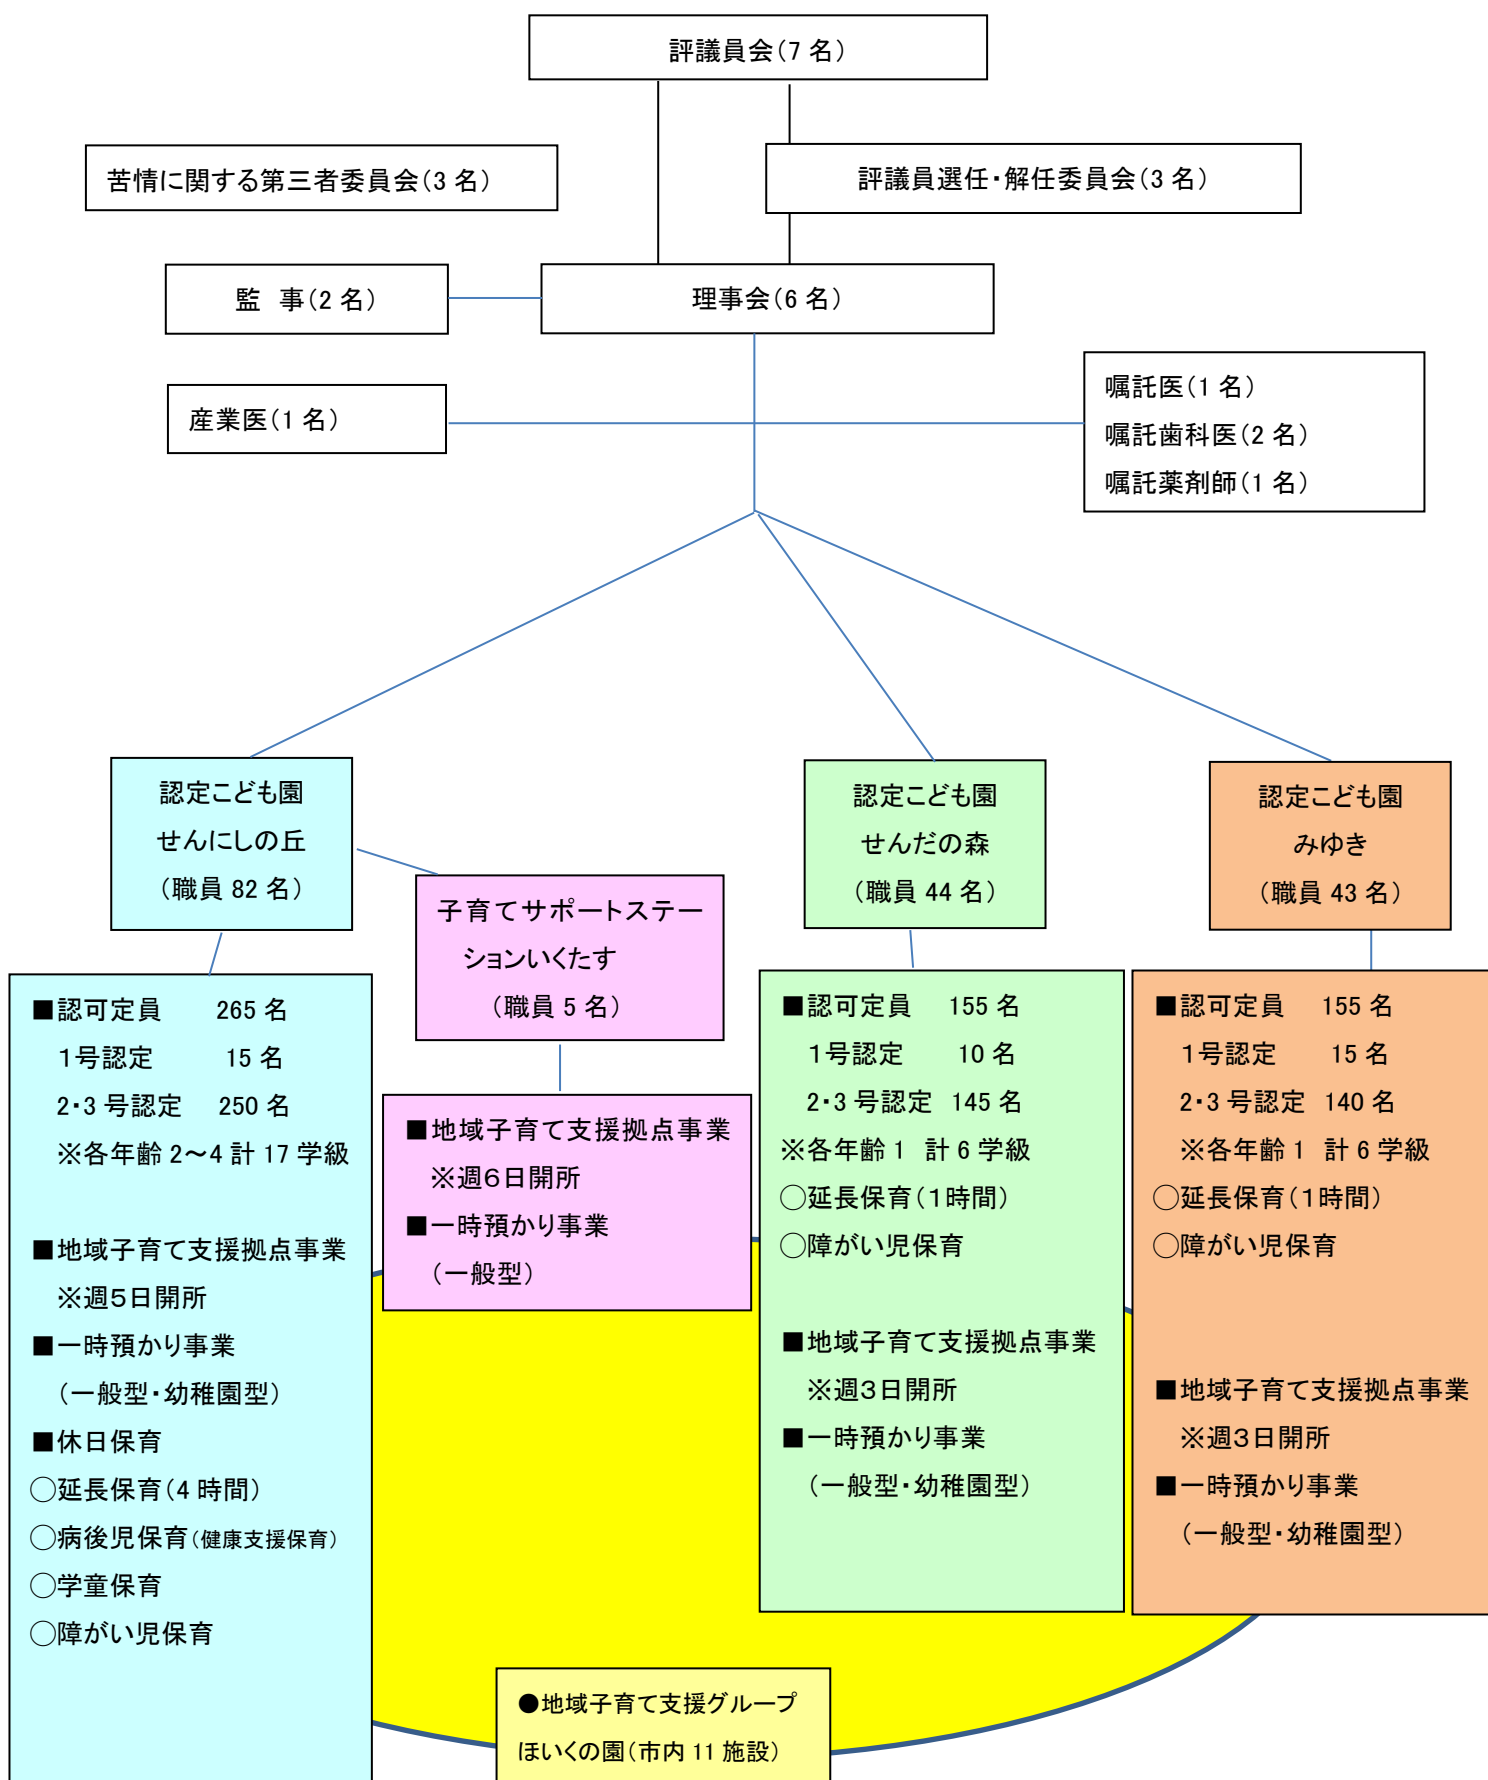 評議員会(7 名)
苦情に関する第三者委員会(3 名)
評議員選任・解任委員会(3 名)
監　事(2 名)
理事会(6 名)
産業医(1 名)
嘱託医(1 名)
嘱託歯科医(2 名)
嘱託薬剤師(1 名)
認定こども園
せんにしの丘
(職員 82 名)
子育てサポートステー
ションいくたす
(職員 5 名)
認定こども園
せんだの森
(職員 44 名)
認定こども園
みゆき
(職員 43 名)
■認可定員　265 名
1号認定　15 名
2・3 号認定　250 名
※各年齢 2～4 計 17 学級
■地域子育て支援拠点事業
※週5日開所
■一時預かり事業
(一般型・幼稚園型)
■休日保育
○延長保育(4 時間)
○病後児保育(健康支援保育)
○学童保育
○障がい児保育
■地域子育て支援拠点事業
※週6日開所
■一時預かり事業
(一般型)
■認可定員　155 名
1号認定　10 名
2・3 号認定　145 名
※各年齢 1　計 6 学級
○延長保育(1時間)
○障がい児保育
■地域子育て支援拠点事業
※週3日開所
■一時預かり事業
(一般型・幼稚園型)
■認可定員　155 名
1号認定　15 名
2・3 号認定　140 名
※各年齢 1　計 6 学級
○延長保育(1時間)
○障がい児保育
■地域子育て支援拠点事業
※週3日開所
■一時預かり事業
(一般型・幼稚園型)
●地域子育て支援グループ
ほいくの園(市内 11 施設)